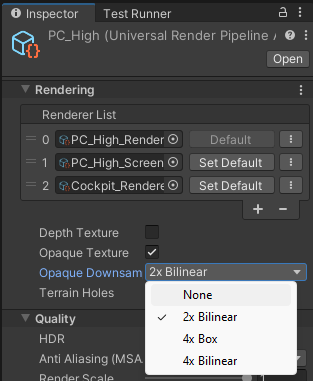 Inspector Test Runner
PC_High (Universal Render Pipeline A
Open
Rendering
Renderer List
0 PC_High_Render Default
1 PC_High_Screen Set Default
2 Cockpit_Rendere Set Default
Depth Texture
Opaque Texture
Opaque Downsam 2x Bilinear
Terrain Holes
None
2x Bilinear
4x Box
4x Bilinear
Quality
HDR
Anti Aliasing (MSA
Render Scale 1